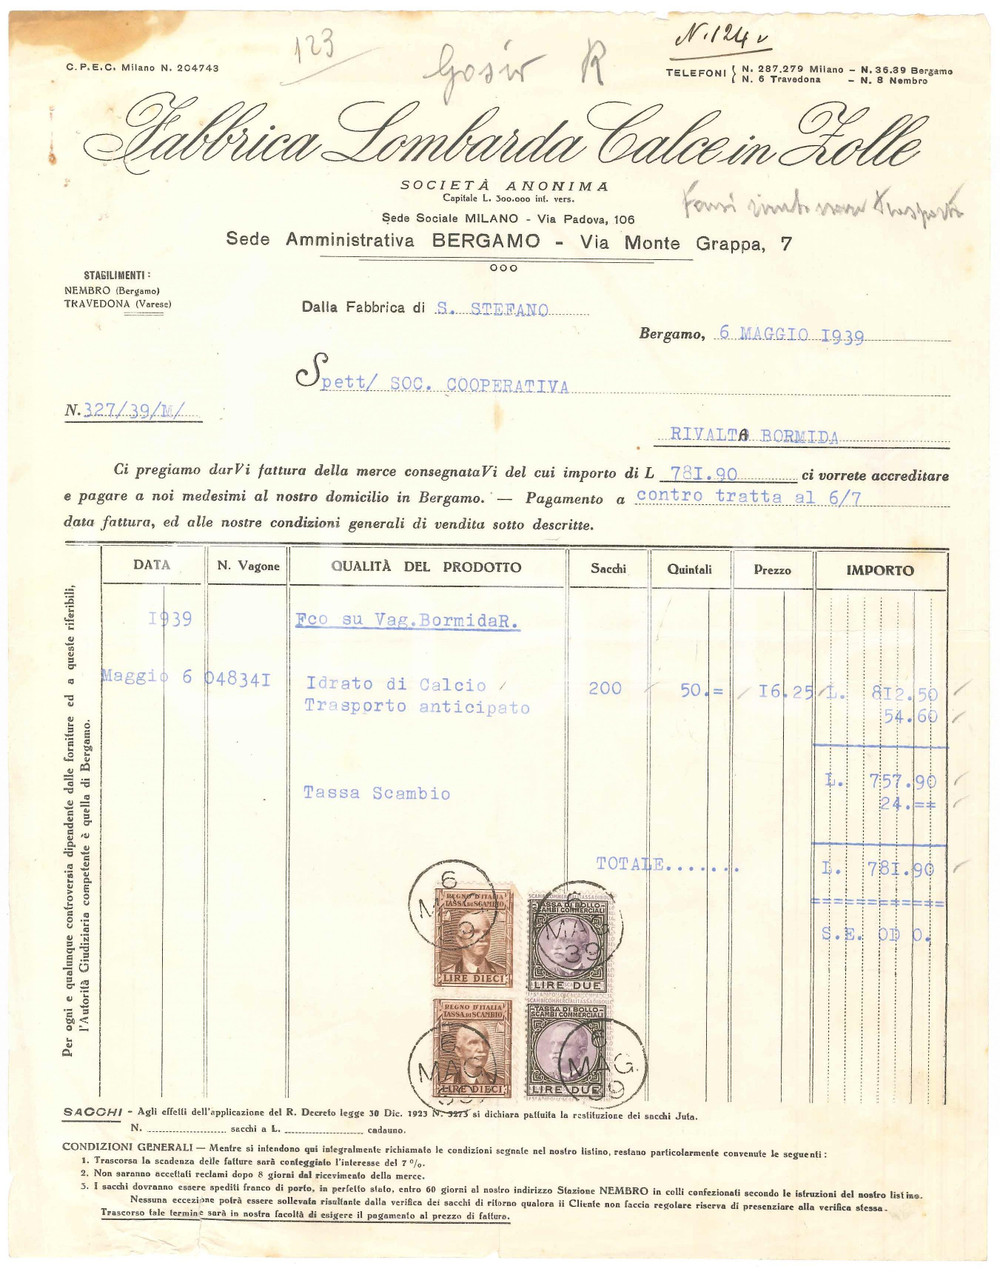 123
N. 124
C.P.E.C. Milano N. 204743
R
TELEFONI { N. 287.279 Milano - N. 36.39 Bergamo
N. 6 Travedona - N. 8 Nembro
Fabbrica Lombarda Calce in Zolle
SOCIETÀ ANONIMA
Capitale L. 300.000 int. vers.
Sede Sociale MILANO - Via Padova, 106
Sede Amministrativa BERGAMO - Via Monte Grappa, 7
ooo
STABILIMENTI:
NEMBRO (Bergamo)
TRAVEDONA (Varese)
Dalla Fabbrica di S. STEFANO
Bergamo, 6 MAGGIO I939
Spett/ SOC. COOPERATIVA
N. 327/39/M/
RIVALTA BORMIDA
Ci pregiamo darVi fattura della merce consegnataVi del cui importo di L 78I.90 ci vorrete accreditare
e pagare a noi medesimi al nostro domicilio in Bergamo. — Pagamento a contro tratta al 6/7
data fattura, ed alle nostre condizioni generali di vendita sotto descritte.
DATA N. Vagone QUALITÀ DEL PRODOTTO Sacchi Quintali Prezzo IMPORTO
I939 Fco su Vag.BormidaR.
Maggio 6 04834I Idrato di Calcio 200 50.= I6.25 L. 8I2.50
Trasporto anticipato 54.60
L. 757.90
Tassa Scambio 24.==
TOTALE....... L. 78I.90
============
S.E. OD O.
Per ogni e qualunque controversia dipendente dalle forniture ed a queste riferibili,
l'Autorità Giudiziaria competente è quella di Bergamo.
6
MAG
39
REGNO D'ITALIA
TASSA DI SCAMBIO
LIRE DIECI
TASSA DI BOLLO
SCAMBI COMMERCIALI
LIRE DUE
REGNO D'ITALIA
TASSA DI SCAMBIO
LIRE DIECI
TASSA DI BOLLO
SCAMBI COMMERCIALI
LIRE DUE
6
MAG.
39
SACCHI - Agli effetti dell'applicazione del R. Decreto legge 30 Dic. 1923 N. 3273 si dichiara pattuita la restituzione dei sacchi Juta.
N. sacchi a L. cadauno.
CONDIZIONI GENERALI — Mentre si intendono qui integralmente richiamate le condizioni segnate nel nostro listino, restano particolarmente convenute le seguenti:
1. Trascorsa la scadenza delle fatture sarà conteggiato l'interesse del 7 %.
2. Non saranno accettati reclami dopo 8 giorni dal ricevimento della merce.
3. I sacchi dovranno essere spediti franco di porto, in perfetto stato, entro 60 giorni al nostro indirizzo Stazione NEMBRO in colli confezionati secondo le istruzioni del nostro listino.
Nessuna eccezione potrà essere sollevata risultante dalla verifica dei sacchi di ritorno qualora il Cliente non faccia regolare riserva di presenziare alla verifica stessa.
Trascorso tale termine sarà in nostra facoltà di esigere il pagamento al prezzo di fattura.